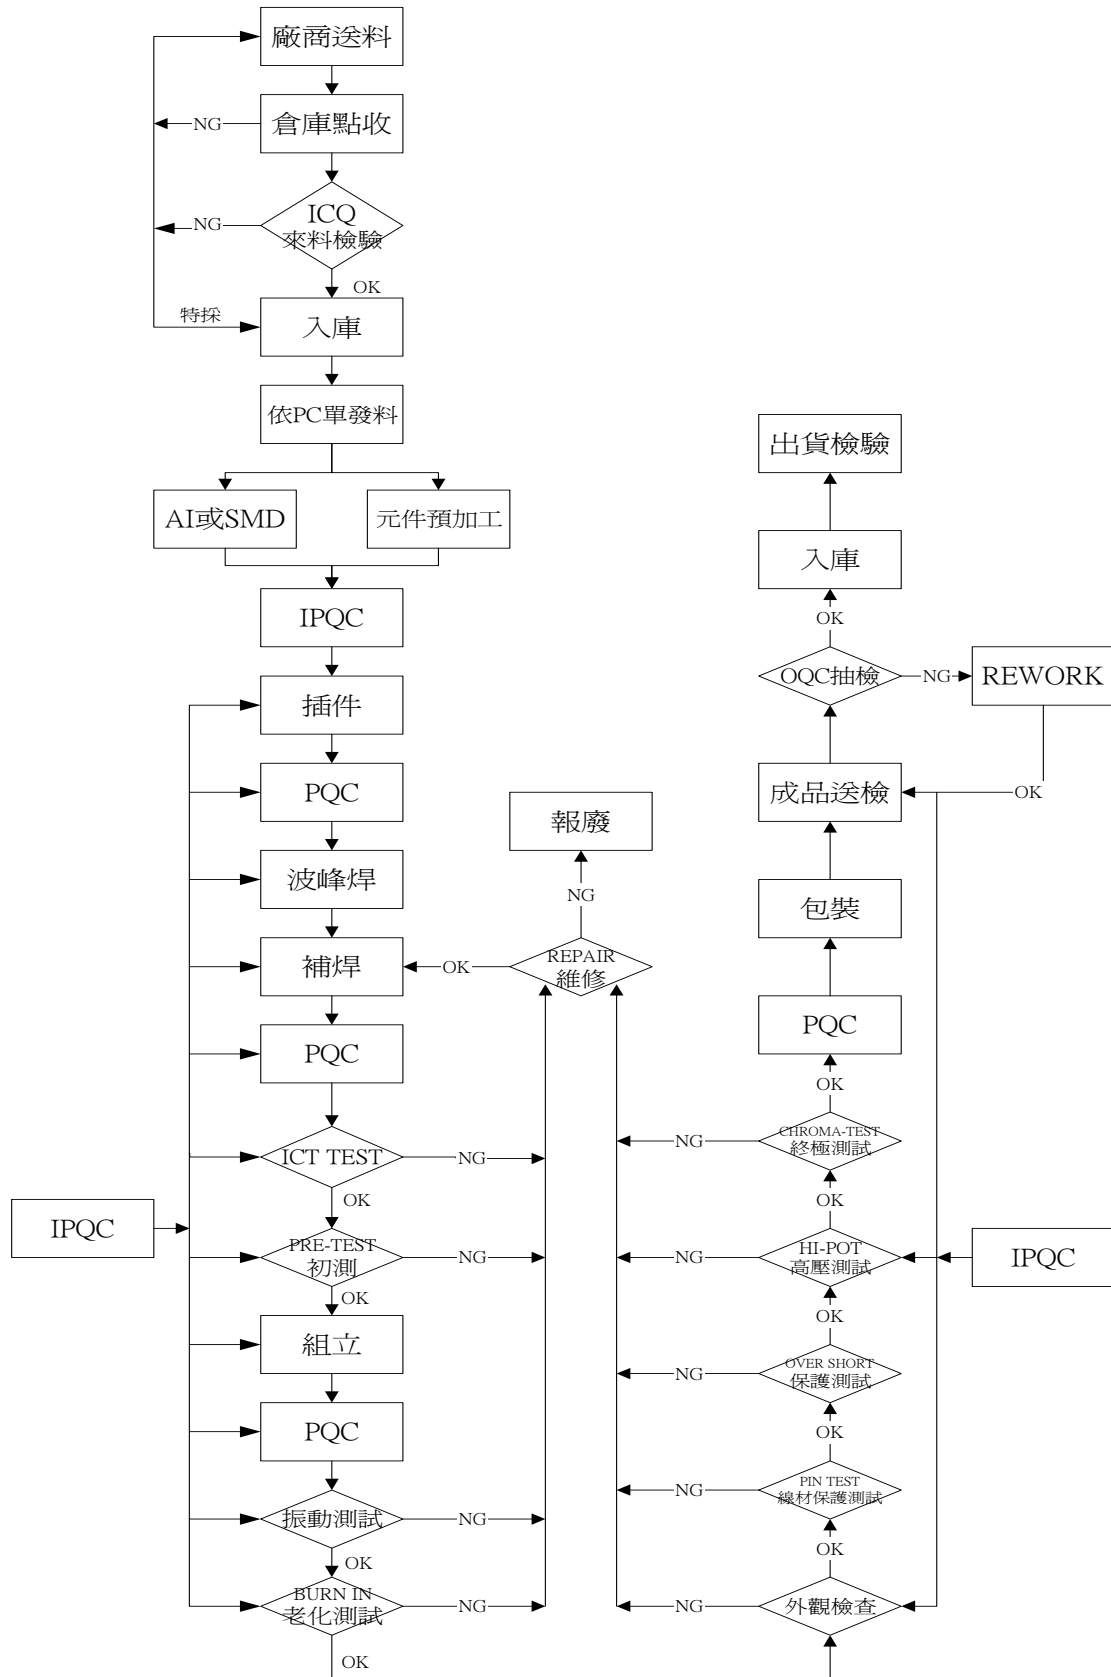 廠商送料
NG
倉庫點收
NG
ICQ
來料檢驗
OK
特採
入庫
依PC單發料
AI或SMD
元件預加工
IPQC
插件
PQC
波峰焊
補焊
PQC
ICT TEST
NG
OK
IPQC
PRE-TEST
初測
NG
OK
組立
PQC
振動測試
NG
OK
BURN IN
老化測試
NG
OK
報廢
NG
OK
REPAIR
維修
出貨檢驗
入庫
OK
OQC抽檢
NG
REWORK
成品送檢
OK
包裝
PQC
OK
NG
CHROMA-TEST
終極測試
OK
NG
HI-POT
高壓測試
IPQC
OK
NG
OVER SHORT
保護測試
OK
NG
PIN TEST
線材保護測試
OK
NG
外觀檢查